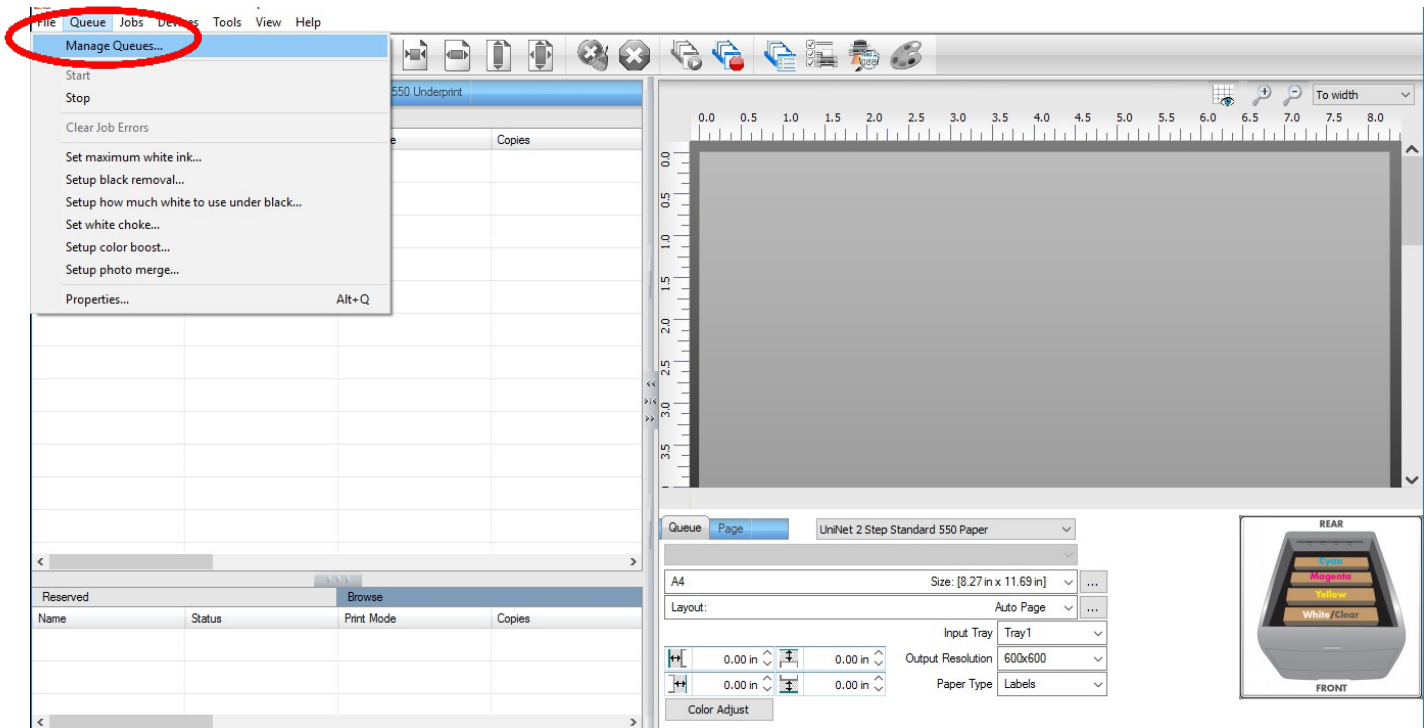 File Queue Jobs Devices Tools View Help
Manage Queues...
Start
Stop
Clear Job Errors
Set maximum white ink...
Setup black removal...
Setup how much white to use under black...
Set white choke...
Setup color boost...
Setup photo merge...
Properties... Alt+Q
550 Underprint
Copies
Reserved Browse
Name Status Print Mode Copies
To width
0.0 0.5 1.0 1.5 2.0 2.5 3.0 3.5 4.0 4.5 5.0 5.5 6.0 6.5 7.0 7.5 8.0
0.0
0.5
1.0
1.5
2.0
2.5
3.0
3.5
Queue Page UniNet 2 Step Standard 550 Paper
A4 Size: [8.27 in x 11.69 in] ...
Layout: Auto Page ...
Input Tray Tray1
0.00 in 0.00 in Output Resolution 600x600
0.00 in 0.00 in Paper Type Labels
Color Adjust
REAR
Cyan
Magenta
Yellow
White/Clear
FRONT